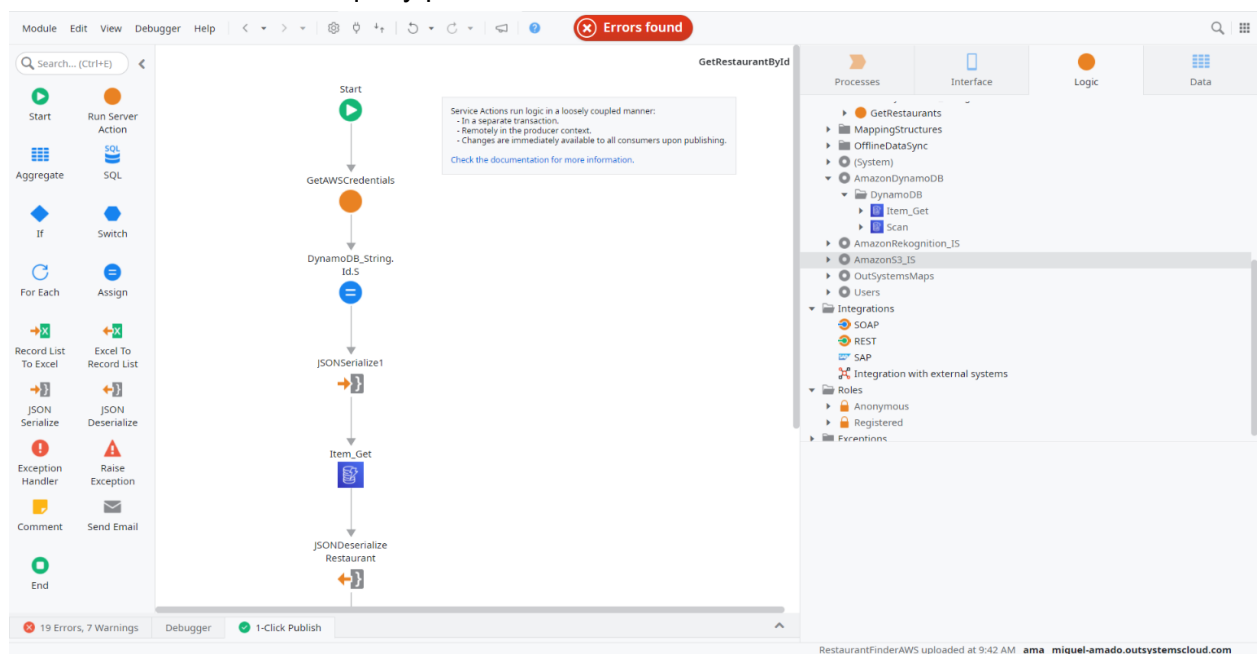 Module Edit View Debugger Help
Errors found
Search... (Ctrl+E)
Start
Run Server
Action
Aggregate
SQL
SQL
If
Switch
For Each
Assign
Record List
To Excel
Excel To
Record List
JSON
Serialize
JSON
Deserialize
Exception
Handler
Raise
Exception
Comment
Send Email
End
GetRestaurantById
Start
Service Actions run logic in a loosely coupled manner:
- In a separate transaction.
- Remotely in the producer context.
- Changes are immediately available to all consumers upon publishing.
Check the documentation for more information.
GetAWSCredentials
DynamoDB_String.
Id.S
JSONSerialize1
Item_Get
JSONDeserialize
Restaurant
Processes
Interface
Logic
Data
GetRestaurants
MappingStructures
OfflineDataSync
(System)
AmazonDynamoDB
DynamoDB
Item_Get
Scan
AmazonRekognition_IS
AmazonS3_IS
OutSystemsMaps
Users
Integrations
SOAP
REST
SAP
Integration with external systems
Roles
Anonymous
Registered
Exceptions
19 Errors, 7 Warnings
Debugger
1-Click Publish
RestaurantFinderAWS uploaded at 9:42 AM ama miguel-amado.outsystemscloud.com